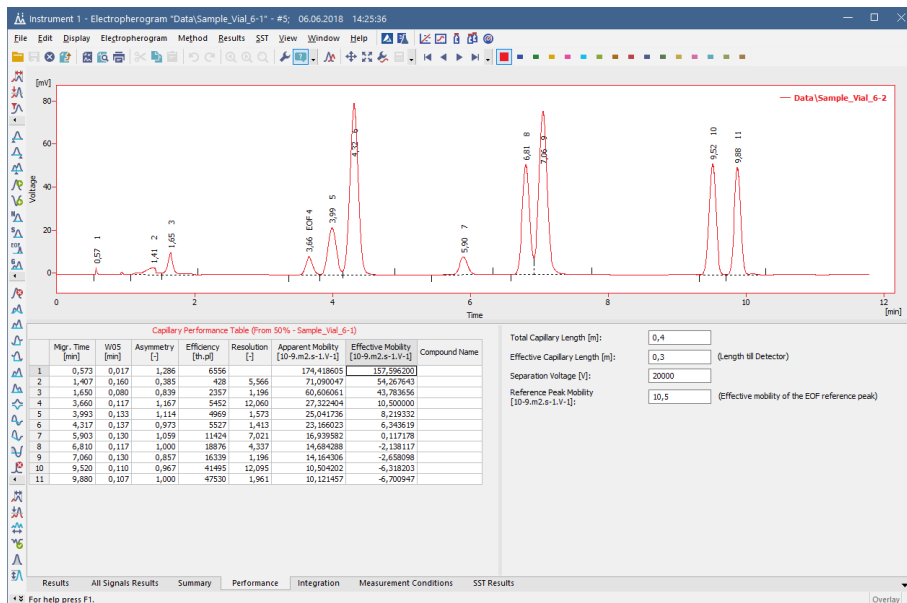 Instrument 1 - Electropherogram "Data\Sample_Vial_6-1" - #5; 06.06.2018 14:25:36
File Edit Display Electropherogram Method Results SST View Window Help
[mV]
Data\Sample_Vial_6-2
80
60
40
20
0
Voltage
0,57 1
1,41 2
1,65 3
3,66 EOF 4
3,99 5
4,32 6
5,90 7
6,81 8
7,06 9
9,52 10
9,88 11
0 2 4 6 8 10 12
Time
[min]
Capillary Performance Table (From 50% - Sample_Vial_6-1)
Migr. Time [min] W05 [min] Asymmetry [-] Efficiency [th.pl] Resolution [-] Apparent Mobility [10-9.m2.s-1.V-1] Effective Mobility [10-9.m2.s-1.V-1] Compound Name
1 0,573 0,017 1,286 6556 174,418605 157,596200
2 1,407 0,160 0,385 428 5,566 71,090047 54,267643
3 1,650 0,080 0,839 2357 1,196 60,606061 43,783656
4 3,660 0,117 1,167 5452 12,060 27,322404 10,500000
5 3,993 0,133 1,114 4969 1,573 25,041736 8,219332
6 4,317 0,137 0,973 5527 1,413 23,166023 6,343619
7 5,903 0,130 1,059 11424 7,021 16,939582 0,117178
8 6,810 0,117 1,000 18876 4,337 14,684288 -2,138117
9 7,060 0,130 0,857 16339 1,196 14,164306 -2,658098
10 9,520 0,110 0,967 41495 12,095 10,504202 -6,318203
11 9,880 0,107 1,000 47530 1,961 10,121457 -6,700947
Total Capillary Length [m]: 0,4
Effective Capillary Length [m]: 0,3 (Length till Detector)
Separation Voltage [V]: 20000
Reference Peak Mobility
[10-9.m2.s-1.V-1]: 10,5 (Effective mobility of the EOF reference peak)
Results All Signals Results Summary Performance Integration Measurement Conditions SST Results
For help press F1.
Overlay